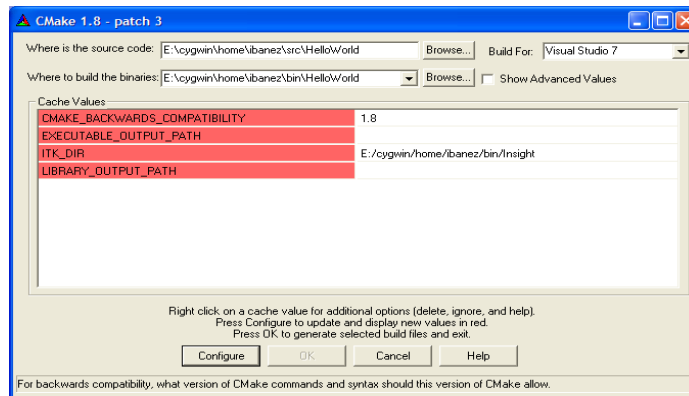 CMake 1.8 - patch 3
Where is the source code: E:\cygwin\home\ibanez\src\HelloWorld Browse... Build For: Visual Studio 7
Where to build the binaries: E:\cygwin\home\ibanez\bin\HelloWorld Browse... Show Advanced Values
Cache Values
CMAKE_BACKWARDS_COMPATIBILITY 1.8
EXECUTABLE_OUTPUT_PATH
ITK_DIR E:/cygwin/home/ibanez/bin/Insight
LIBRARY_OUTPUT_PATH
Right click on a cache value for additional options (delete, ignore, and help).
Press Configure to update and display new values in red.
Press OK to generate selected build files and exit.
Configure OK Cancel Help
For backwards compatibility, what version of CMake commands and syntax should this version of CMake allow.